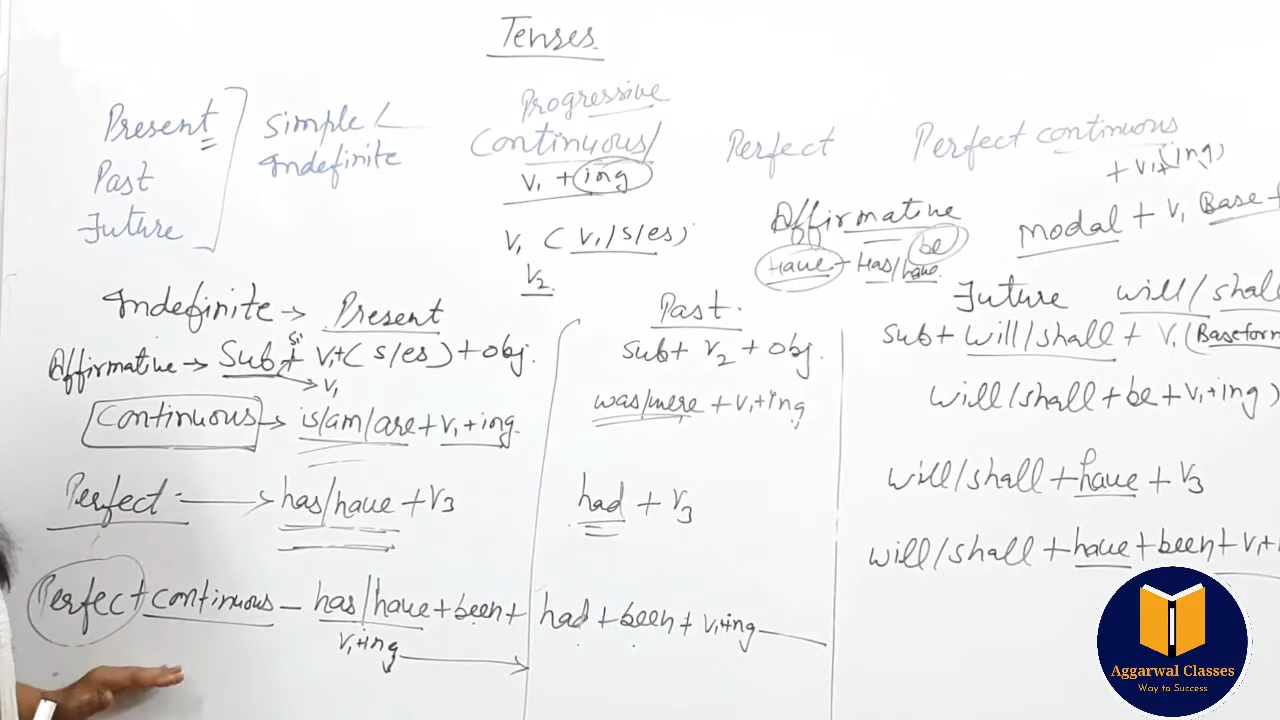 Tenses.
Present
Past
Future
Simple/
Indefinite
Progressive
Continuous/
V1 + ing
Perfect
Perfect continuous
+ V1+(ing)
V1 ( V1/s/es)
V2.
Affirmative
Have - Has/have
be
Modal + V1 Base
Indefinite → Present
Past.
Future will/shall
Affirmative → Sub + V1+( s/es) + obj.
→ V1
sub + V2 + obj.
sub + will/shall + V1 (Baseform
Continuous → is/am/are + V1+ing.
was/were + V1+ing
will/shall + be + V1+ing)
Perfect → has/have + V3
had + V3
will/shall + have + V3
Perfect continuous - has/have + been +
V1+ing
had + been + V1+ing
will/shall + have + been + V1+i
Aggarwal Classes
Way to Success